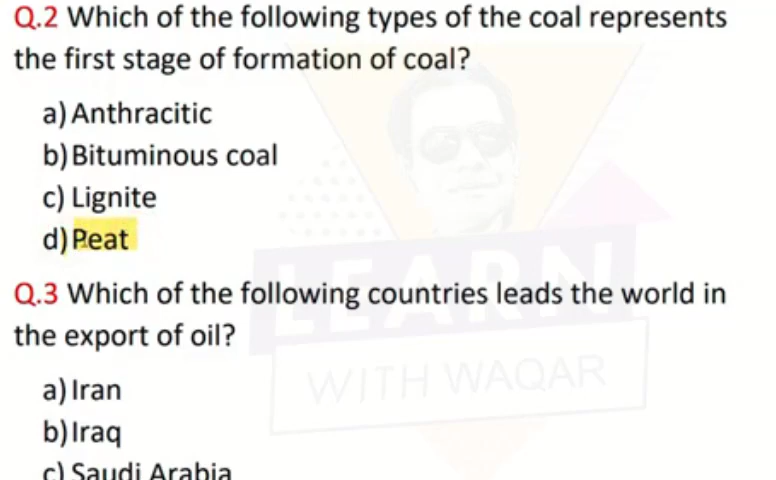 Q.2 Which of the following types of the coal represents
the first stage of formation of coal?
a) Anthracitic
b) Bituminous coal
c) Lignite
d) Peat
Q.3 Which of the following countries leads the world in
the export of oil?
a) Iran
b) Iraq
c) Saudi Arabia
LEARN
WITH WAQAR